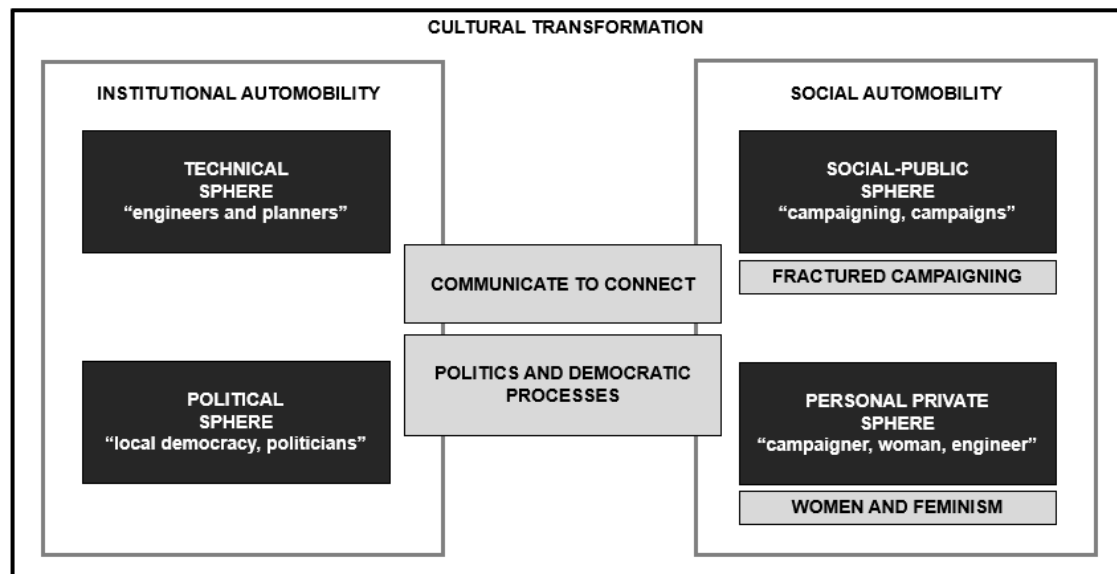 CULTURAL TRANSFORMATION
INSTITUTIONAL AUTOMOBILITY
TECHNICAL
SPHERE
“engineers and planners”
POLITICAL
SPHERE
“local democracy, politicians”
COMMUNICATE TO CONNECT
POLITICS AND DEMOCRATIC
PROCESSES
SOCIAL AUTOMOBILITY
SOCIAL-PUBLIC
SPHERE
“campaigning, campaigns”
FRACTURED CAMPAIGNING
PERSONAL PRIVATE
SPHERE
“campaigner, woman, engineer”
WOMEN AND FEMINISM